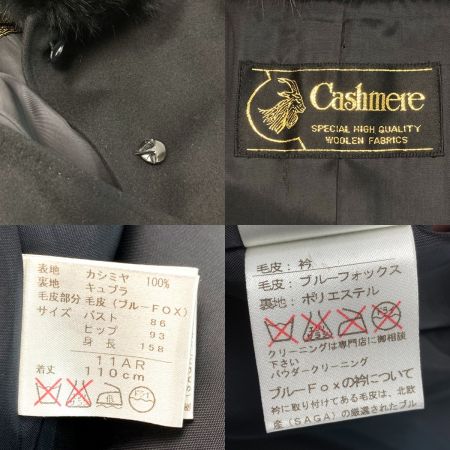 Cashmere
SPECIAL HIGH QUALITY
WOOLEN FABRICS
表地 カシミヤ 100%
裏地 キュプラ
毛皮部分 毛皮(ブルーFOX)
サイズ バスト 86
ヒップ 93
身長 158
11AR
着丈 110cm
毛皮:衿
毛皮:ブルーフォックス
裏地:ポリエステル
クリーニングは専門店に御相談
下さい
パウダークリーニング
ブルーFoxの衿について
衿に取り付けてある毛皮は、北欧
産(SAGA)の厳選されたブルー